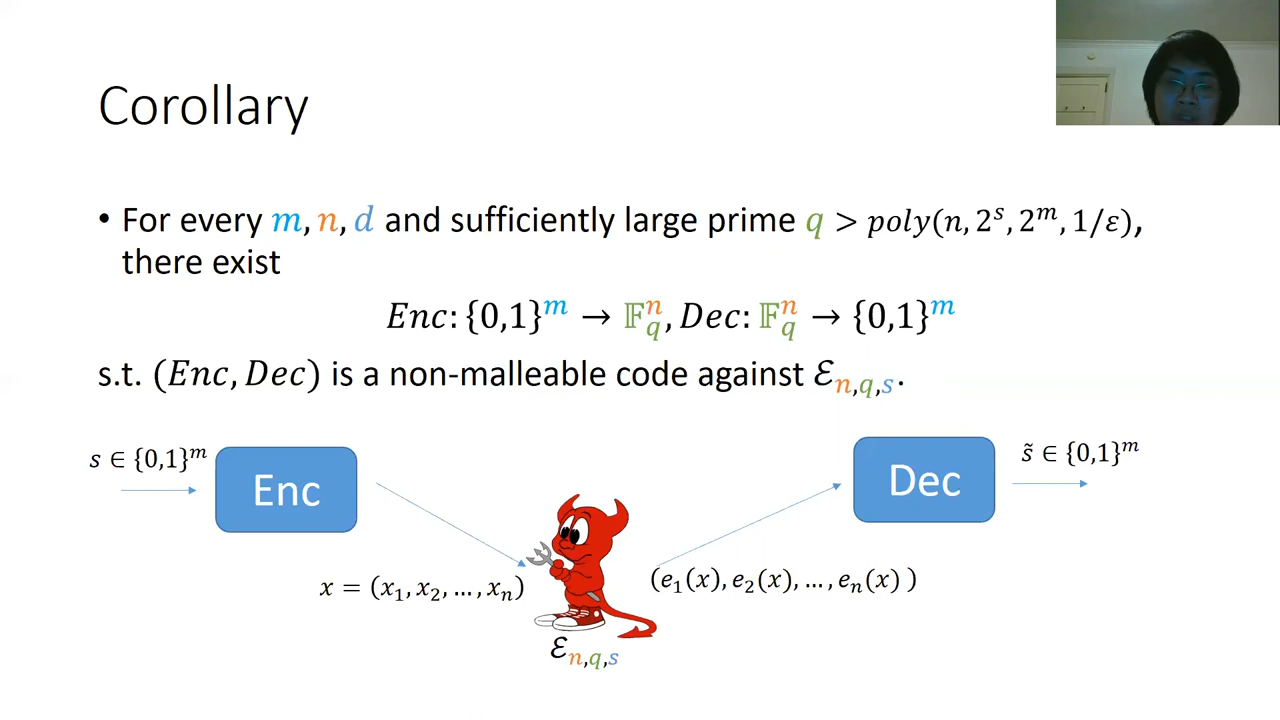 Corollary
• For every m, n, d and sufficiently large prime q > poly(n, 2^s, 2^m, 1/ε),
there exist
Enc: {0,1}^m → 𝔽_q^n, Dec: 𝔽_q^n → {0,1}^m
s.t. (Enc, Dec) is a non-malleable code against ℰ_{n,q,s}.
s ∈ {0,1}^m
Enc
Dec
s̃ ∈ {0,1}^m
x = (x_1, x_2, …, x_n)
(e_1(x), e_2(x), …, e_n(x) )
ℰ_{n,q,s}